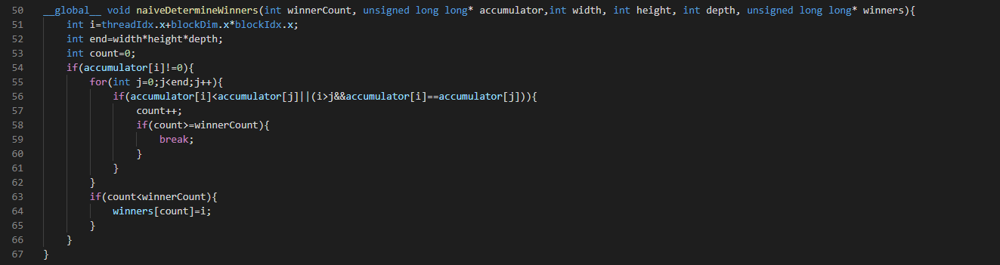 50 __global__ void naiveDetermineWinners(int winnerCount, unsigned long long* accumulator,int width, int height, int depth, unsigned long long* winners){
51     int i=threadIdx.x+blockDim.x*blockIdx.x;
52     int end=width*height*depth;
53     int count=0;
54     if(accumulator[i]!=0){
55         for(int j=0;j<end;j++){
56             if(accumulator[i]<accumulator[j]||(i>j&&accumulator[i]==accumulator[j])){
57                 count++;
58                 if(count>=winnerCount){
59                     break;
60                 }
61             }
62         }
63         if(count<winnerCount){
64             winners[count]=i;
65         }
66     }
67 }